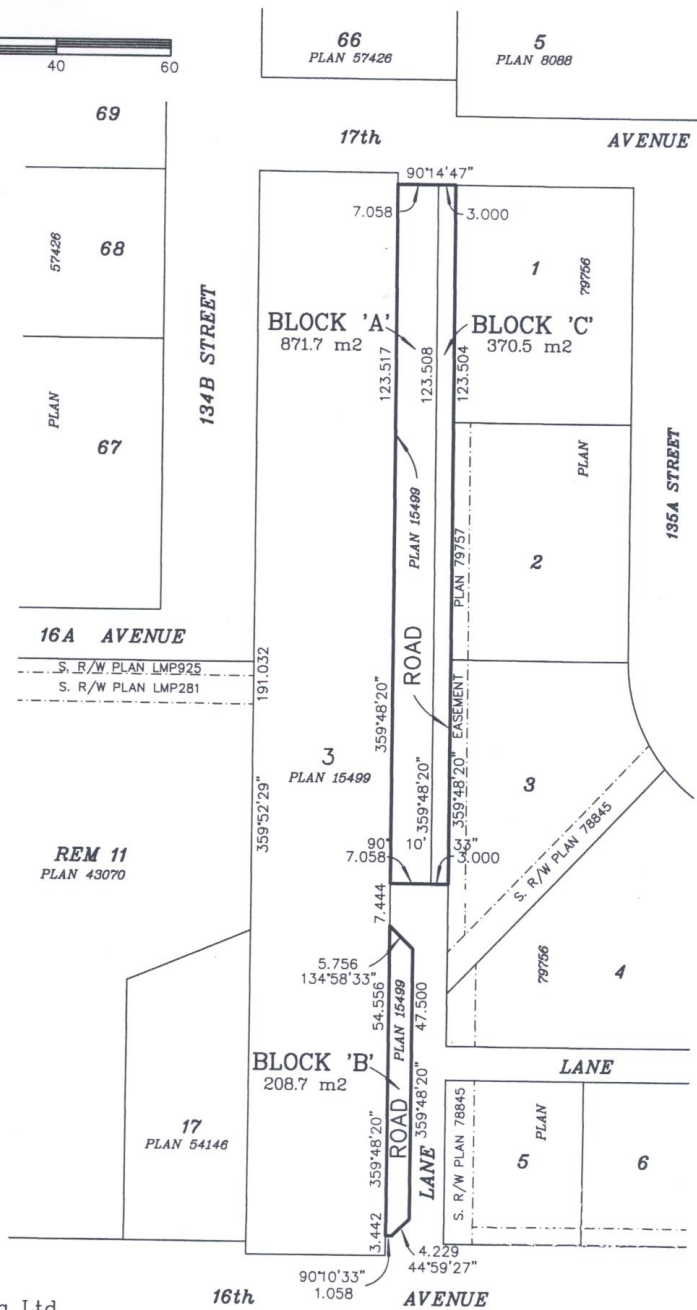 40
60
66
PLAN 57426
5
PLAN 8088
69
17th
AVENUE
90°14'47"
7.058
3.000
57426
68
1
79756
134B STREET
BLOCK 'A'
871.7 m2
BLOCK 'C'
370.5 m2
123.517
123.508
123.504
PLAN
67
PLAN 15499
PLAN
135A STREET
2
PLAN 79757
ROAD
16A AVENUE
S. R/W PLAN LMP925
S. R/W PLAN LMP281
191.032
359°52'29"
359°48'20"
359°48'20"
359°48'20"
EASEMENT
3
PLAN 15499
3
S. R/W PLAN 78845
REM 11
PLAN 43070
90° 10' 33"
7.058
3.000
7.444
5.756
134°58'33"
79756
4
54.556
PLAN 15499
47.500
BLOCK 'B'
208.7 m2
LANE
359°48'20"
359°48'20"
ROAD
LANE
S. R/W PLAN 78845
PLAN
17
PLAN 54146
5
6
3.442
4.229
44°59'27"
90°10'33"
1.058
16th
AVENUE
Ltd